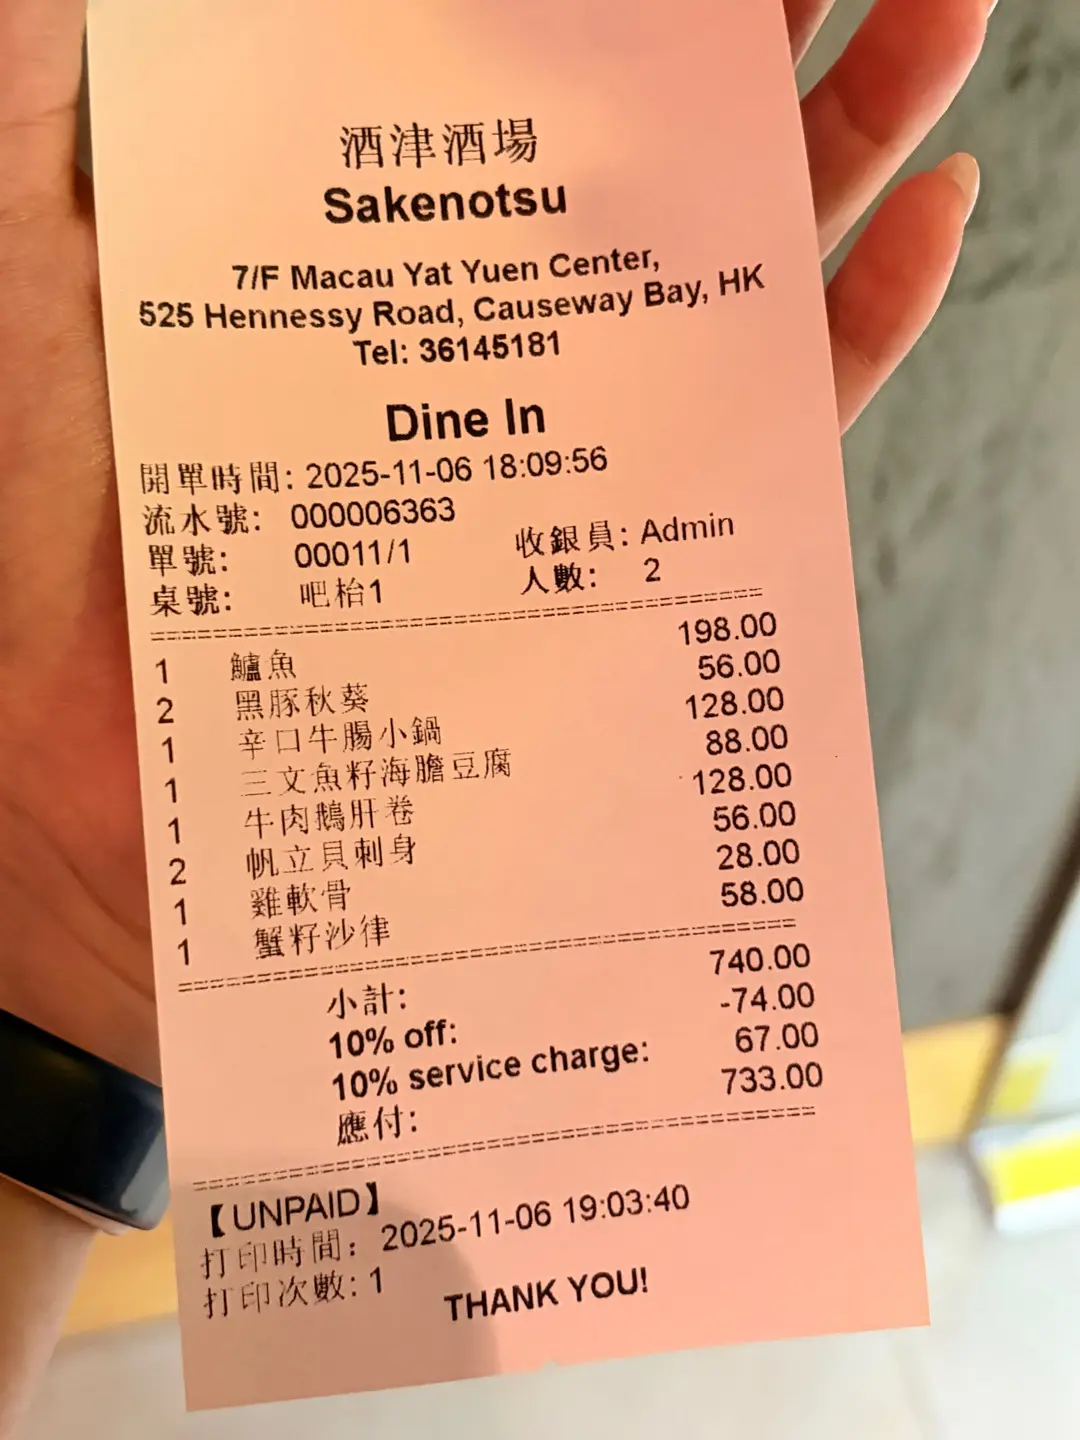 酒津酒場
Sakenotsu
7/F Macau Yat Yuen Center,
525 Hennessy Road, Causeway Bay, HK
Tel: 36145181
Dine In
開單時間: 2025-11-06 18:09:56
流水號: 000006363
單號: 00011/1 收銀員: Admin
桌號: 吧枱1 人數: 2
1 鱸魚 198.00
2 黑豚秋葵 56.00
1 辛口牛腸小鍋 128.00
1 三文魚籽海膽豆腐 88.00
1 牛肉鵝肝卷 128.00
2 帆立貝刺身 56.00
1 雞軟骨 28.00
1 蟹籽沙律 58.00
小計: 740.00
10% off: -74.00
10% service charge: 67.00
應付: 733.00
【UNPAID】
打印時間: 2025-11-06 19:03:40
打印次數: 1
THANK YOU!